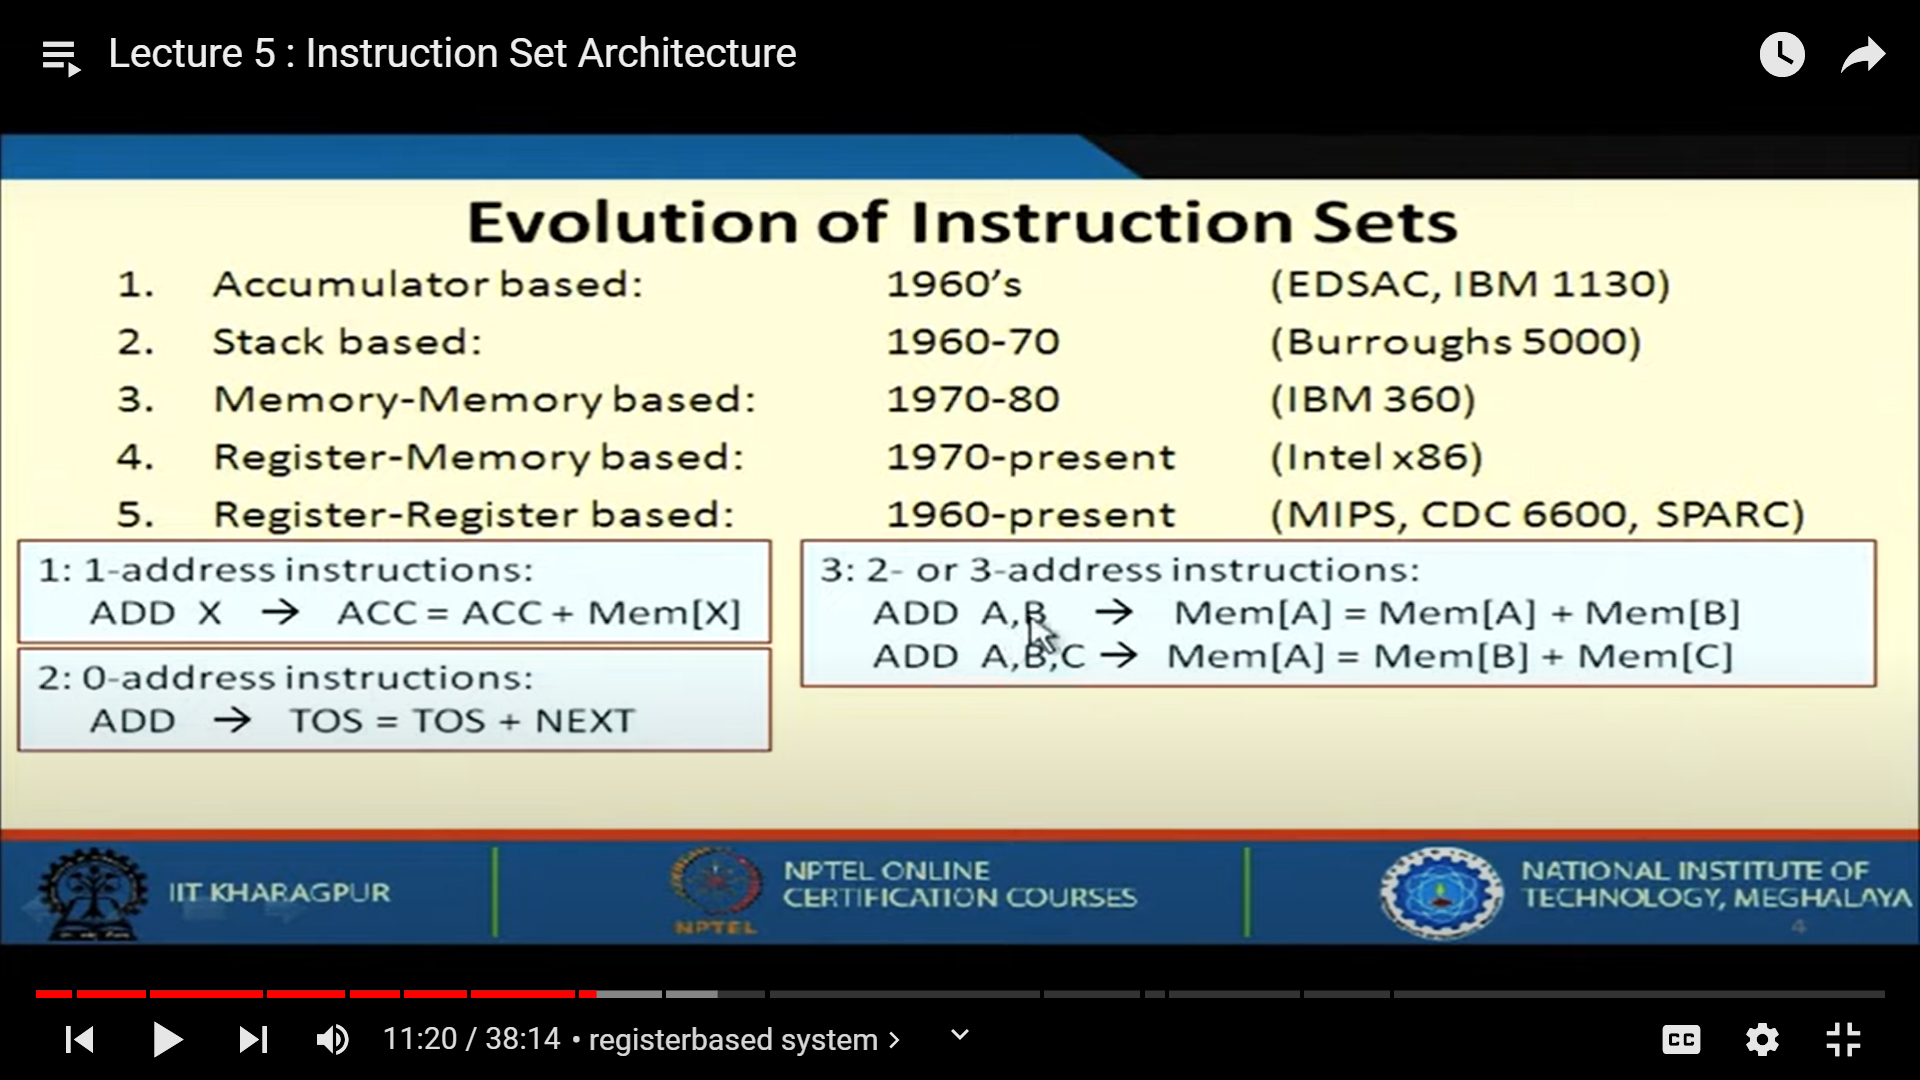 Lecture 5 : Instruction Set Architecture
Evolution of Instruction Sets
1. Accumulator based: 1960's (EDSAC, IBM 1130)
2. Stack based: 1960-70 (Burroughs 5000)
3. Memory-Memory based: 1970-80 (IBM 360)
4. Register-Memory based: 1970-present (Intel x86)
5. Register-Register based: 1960-present (MIPS, CDC 6600, SPARC)
1: 1-address instructions:
ADD X → ACC = ACC + Mem[X]
2: 0-address instructions:
ADD → TOS = TOS + NEXT
3: 2- or 3-address instructions:
ADD A,B → Mem[A] = Mem[A] + Mem[B]
ADD A,B,C → Mem[A] = Mem[B] + Mem[C]
IIT KHARAGPUR
NPTEL
NPTEL ONLINE
CERTIFICATION COURSES
NATIONAL INSTITUTE OF
TECHNOLOGY, MEGHALAYA
4
11:20 / 38:14 • registerbased system ›
CC